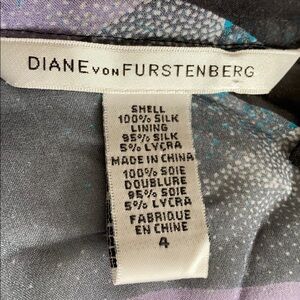 DIANE VON FURSTENBERG
SHELL
100% SILK
LINING
95% SILK
5% LYCRA
MADE IN CHINA
100% SOIE
DOUBLURE
95% SOIE
5% LYCRA
FABRIQUE
EN CHINE
4